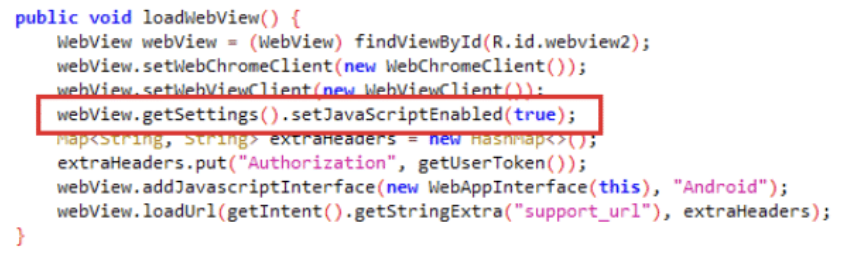 public void loadWebView() {
WebView webView = (WebView) findViewById(R.id.webview2);
webView.setWebChromeClient(new WebChromeClient());
webView.setWebViewClient(new WebViewClient());
webView.getSettings().setJavaScriptEnabled(true);
Map<String, String> extraHeaders = new HashMap<>();
extraHeaders.put("Authorization", getUserToken());
webView.addJavascriptInterface(new WebAppInterface(this), "Android");
webView.loadUrl(getIntent().getStringExtra("support_url"), extraHeaders);
}